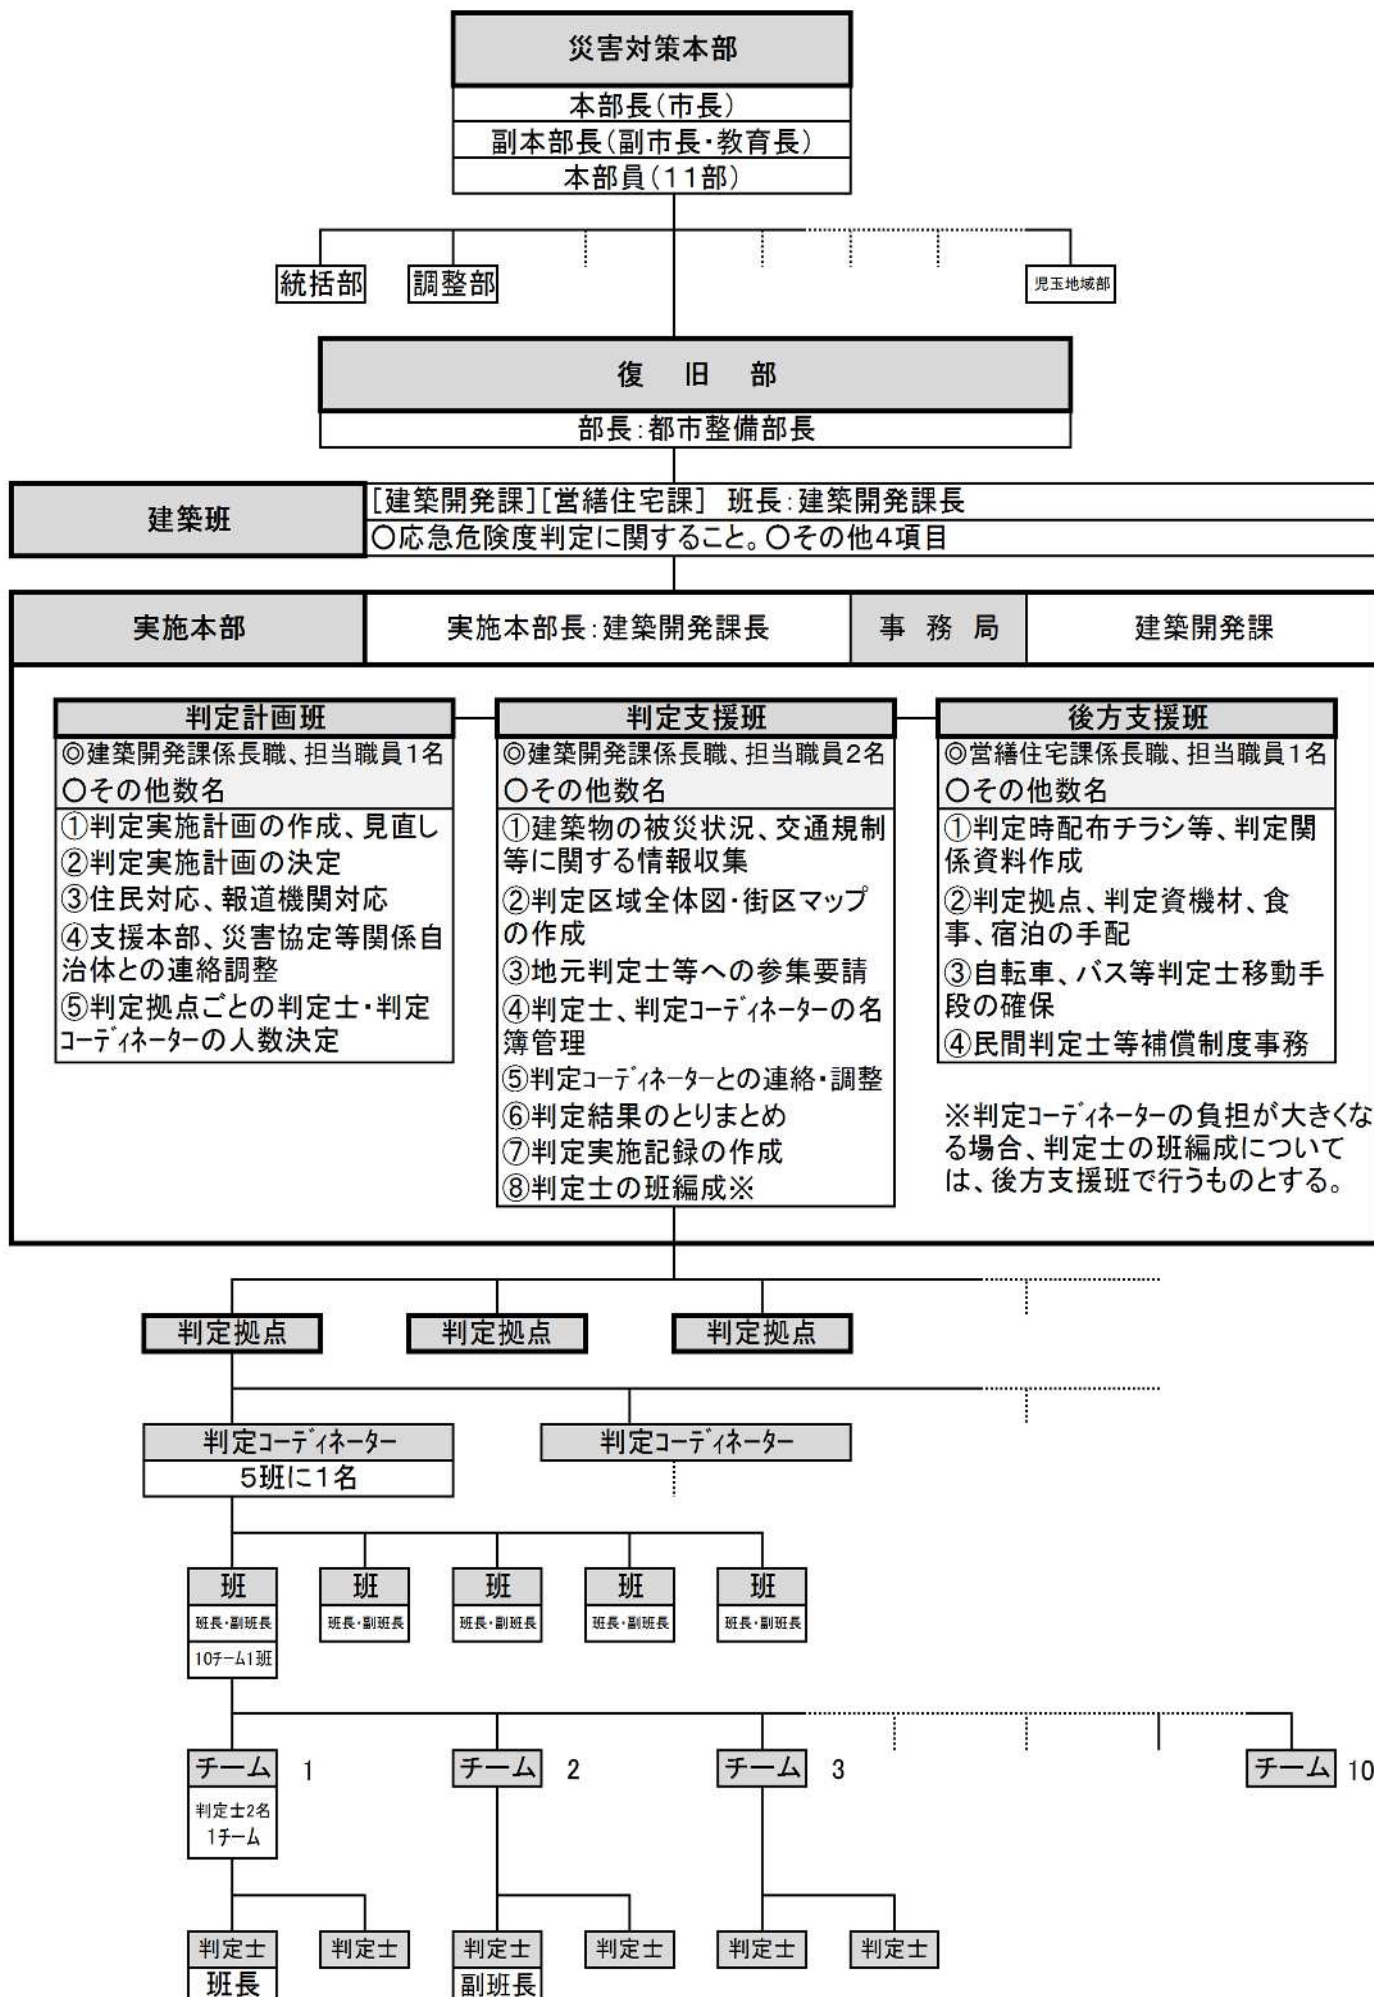 災害対策本部
本部長(市長)
副本部長(副市長・教育長)
本部員(11部)
統括部
調整部
児玉地域部
復旧部
部長:都市整備部長
建築班
[建築開発課][営繕住宅課] 班長:建築開発課長
○応急危険度判定に関すること。○その他4項目
実施本部
実施本部長:建築開発課長
事務局
建築開発課
判定計画班
◎建築開発課係長職、担当職員1名
○その他数名
①判定実施計画の作成、見直し
②判定実施計画の決定
③住民対応、報道機関対応
④支援本部、災害協定等関係自
治体との連絡調整
⑤判定拠点ごとの判定士・判定
コーディネーターの人数決定
判定支援班
◎建築開発課係長職、担当職員2名
○その他数名
①建築物の被災状況、交通規制
等に関する情報収集
②判定区域全体図・街区マップ
の作成
③地元判定士等への参集要請
④判定士、判定コーディネーターの名
簿管理
⑤判定コーディネーターとの連絡・調整
⑥判定結果のとりまとめ
⑦判定実施記録の作成
⑧判定士の班編成※
後方支援班
◎営繕住宅課係長職、担当職員1名
○その他数名
①判定時配布チラシ等、判定関
係資料作成
②判定拠点、判定資機材、食
事、宿泊の手配
③自転車、バス等判定士移動手
段の確保
④民間判定士等補償制度事務
※判定コーディネーターの負担が大きくな
る場合、判定士の班編成について
は、後方支援班で行うものとする。
判定拠点
判定拠点
判定拠点
判定コーディネーター
5班に1名
判定コーディネーター
班
班長・副班長
10チーム1班
班
班長・副班長
班
班長・副班長
班
班長・副班長
班
班長・副班長
チーム 1
判定士2名
1チーム
チーム 2
チーム 3
チーム 10
判定士
班長
判定士
判定士
副班長
判定士
判定士
判定士